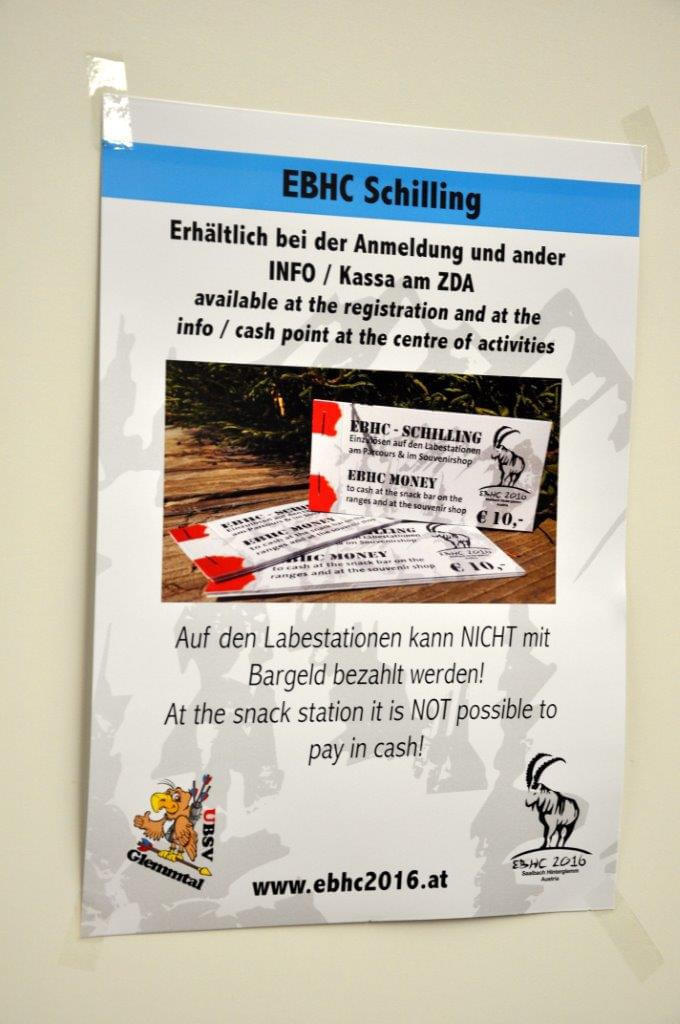 EBHC Schilling
Erhältlich bei der Anmeldung und ander
INFO / Kassa am ZDA
available at the registration and at the
info / cash point at the centre of activities
EBHC - SCHILLING
Einzulösen auf den Labestationen
am Parcours & im Souvenirshop
EBHC MONEY
to cash at the snack bar on the
ranges and at the souvenir shop
EBHC 2016
€ 10,-
EBHC MONEY
to cash at the snack bar on the
ranges and at the souvenir shop
€ 10,-
Auf den Labestationen kann NICHT mit
Bargeld bezahlt werden!
At the snack station it is NOT possible to
pay in cash!
UBSV
Glemmtal
www.ebhc2016.at
EBHC 2016
Saalbach Hinterglemm
Austria